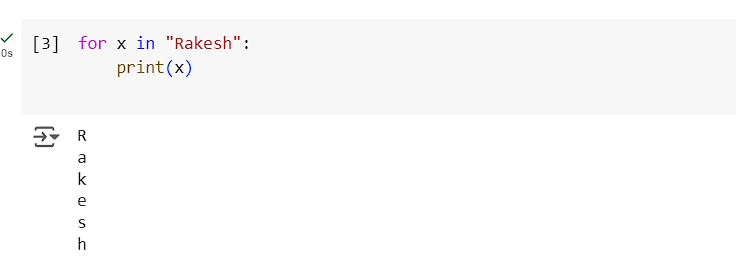 [3] for x in "Rakesh":
print(x)
0s
R
a
k
e
s
h